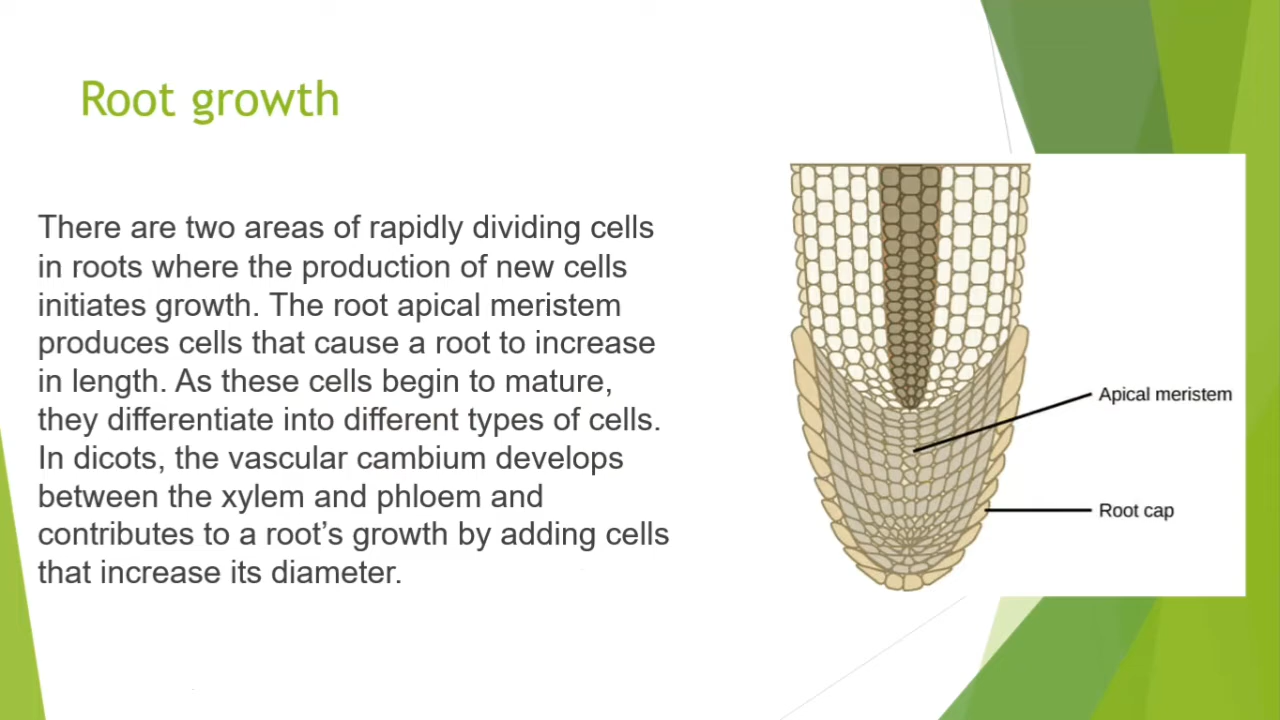 Root growth
There are two areas of rapidly dividing cells
in roots where the production of new cells
initiates growth. The root apical meristem
produces cells that cause a root to increase
in length. As these cells begin to mature,
they differentiate into different types of cells.
In dicots, the vascular cambium develops
between the xylem and phloem and
contributes to a root’s growth by adding cells
that increase its diameter.
Apical meristem
Root cap